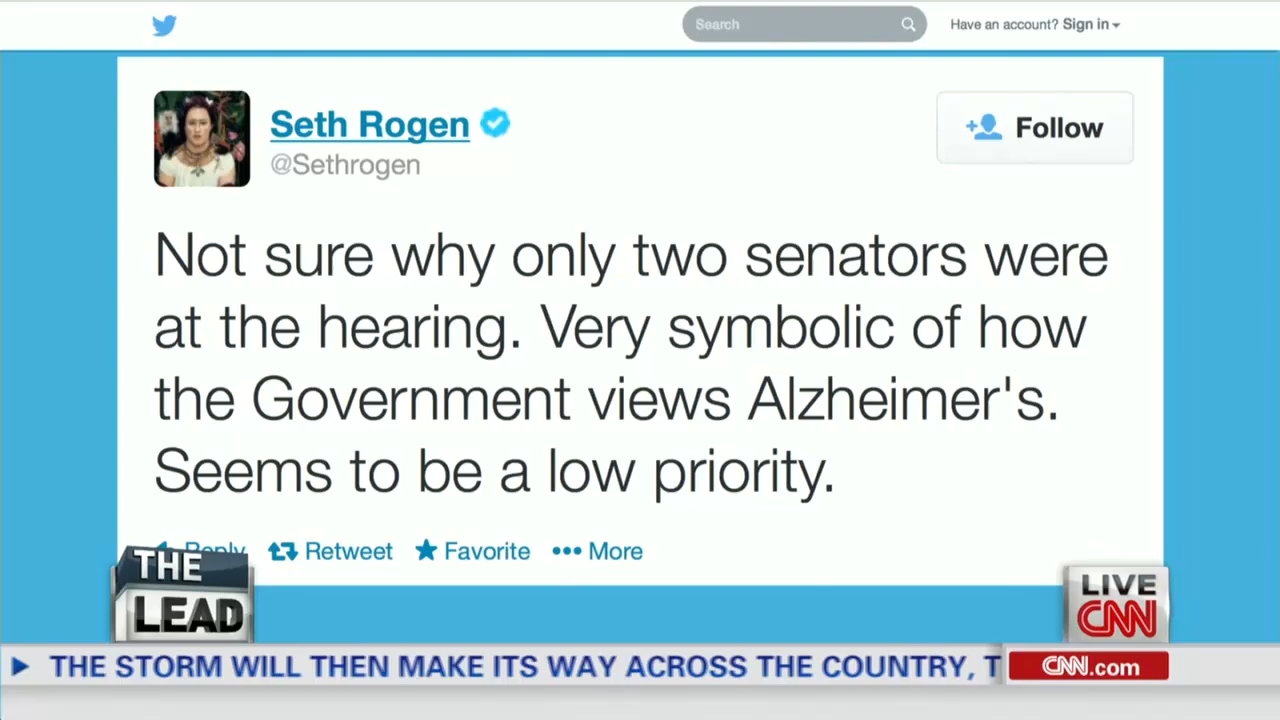 Search
Have an account? Sign in
Seth Rogen
@Sethrogen
Follow
Not sure why only two senators were
at the hearing. Very symbolic of how
the Government views Alzheimer's.
Seems to be a low priority.
Reply Retweet Favorite More
THE
LEAD
LIVE
CNN
THE STORM WILL THEN MAKE ITS WAY ACROSS THE COUNTRY, T
CNN.com